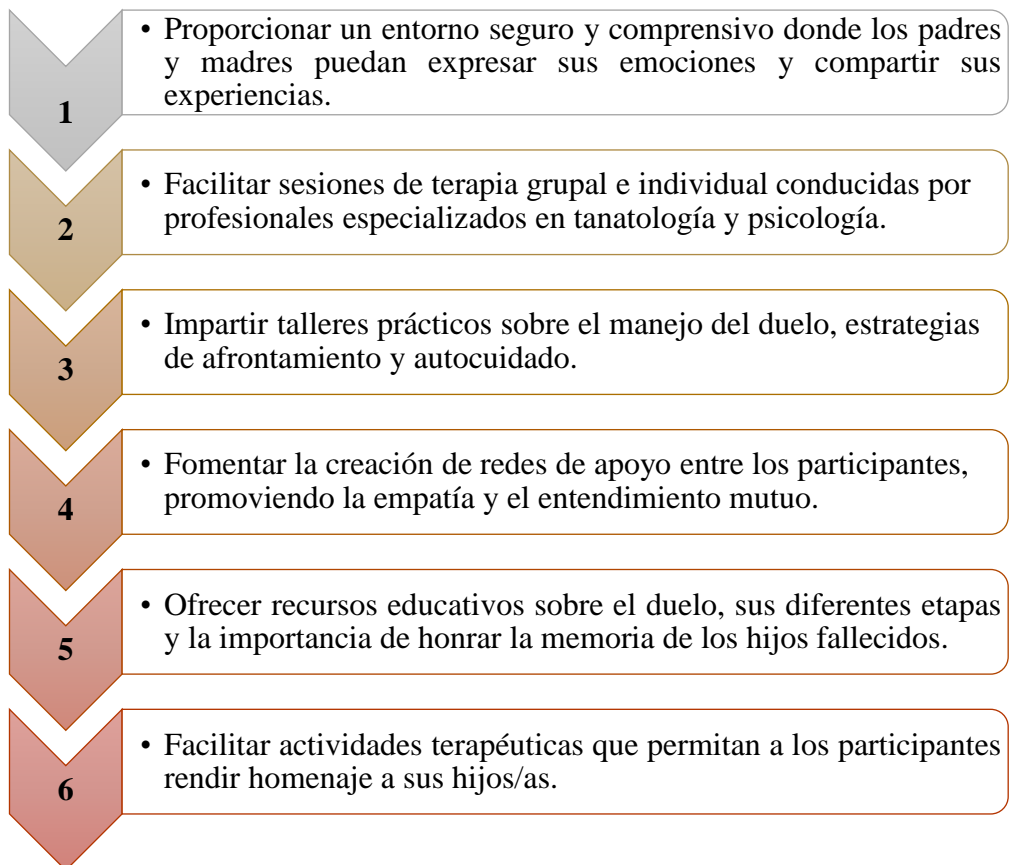 1
• Proporcionar un entorno seguro y comprensivo donde los padres
y madres puedan expresar sus emociones y compartir sus
experiencias.
2
• Facilitar sesiones de terapia grupal e individual conducidas por
profesionales especializados en tanatología y psicología.
3
• Impartir talleres prácticos sobre el manejo del duelo, estrategias
de afrontamiento y autocuidado.
4
• Fomentar la creación de redes de apoyo entre los participantes,
promoviendo la empatía y el entendimiento mutuo.
5
• Ofrecer recursos educativos sobre el duelo, sus diferentes etapas
y la importancia de honrar la memoria de los hijos fallecidos.
6
• Facilitar actividades terapéuticas que permitan a los participantes
rendir homenaje a sus hijos/as.